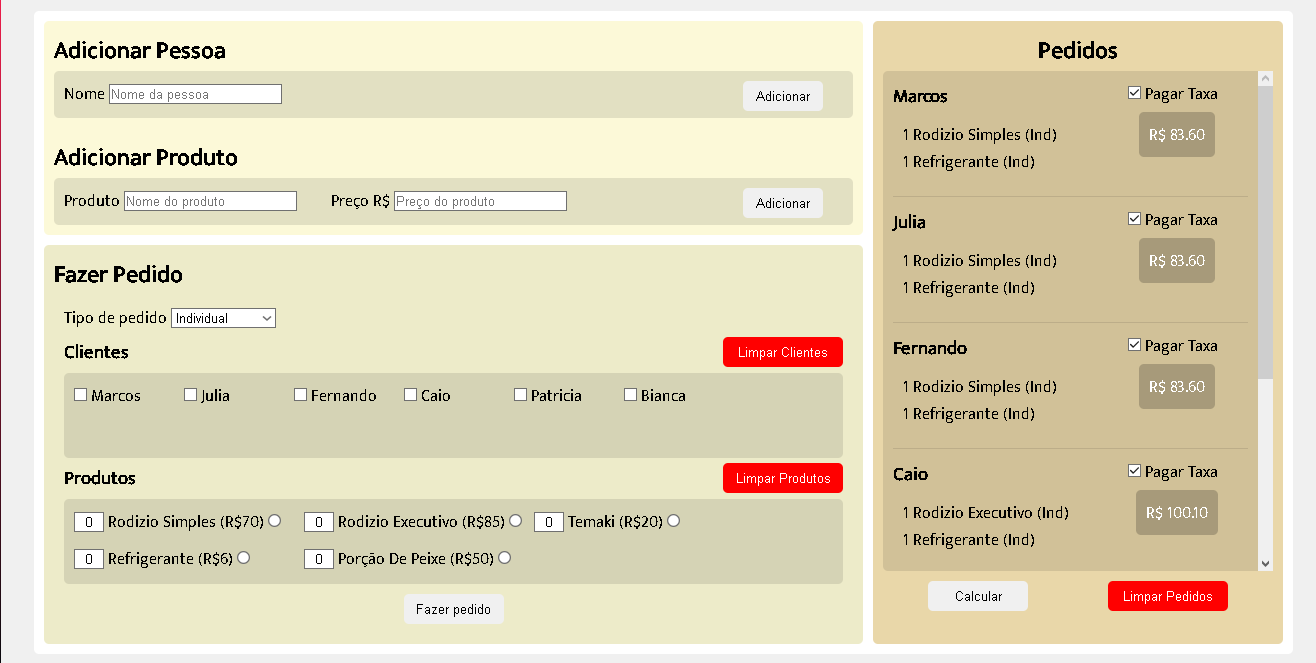 Adicionar Pessoa
Nome Nome da pessoa Adicionar
Adicionar Produto
Produto Nome do produto Preço R$ Preço do produto Adicionar
Fazer Pedido
Tipo de pedido Individual
Clientes Limpar Clientes
Marcos Julia Fernando Caio Patricia Bianca
Produtos Limpar Produtos
0 Rodizio Simples (R$70) 0 Rodizio Executivo (R$85) 0 Temaki (R$20)
0 Refrigerante (R$6) 0 Porção De Peixe (R$50)
Fazer pedido
Pedidos
Marcos Pagar Taxa
1 Rodizio Simples (Ind) R$ 83.60
1 Refrigerante (Ind)
Julia Pagar Taxa
1 Rodizio Simples (Ind) R$ 83.60
1 Refrigerante (Ind)
Fernando Pagar Taxa
1 Rodizio Simples (Ind) R$ 83.60
1 Refrigerante (Ind)
Caio Pagar Taxa
1 Rodizio Executivo (Ind) R$ 100.10
1 Refrigerante (Ind)
Calcular Limpar Pedidos